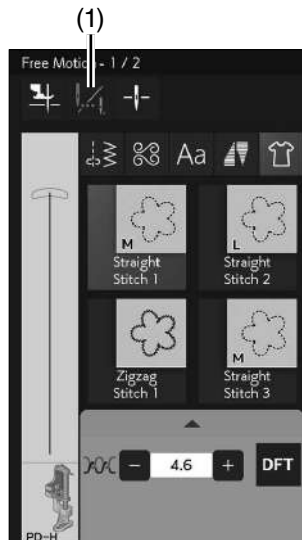 (1)
Free Motion - 1 / 2
Aa
M
Straight
Stitch 1
L
Straight
Stitch 2
Zigzag
Stitch 1
M
Straight
Stitch 3
− 4.6 + DFT
PD-H